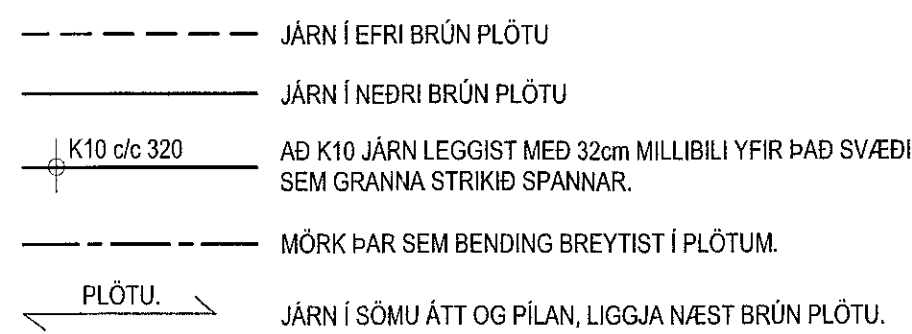 JÁRN Í EFRI BRÚN PLÖTU
JÁRN Í NEÐRI BRÚN PLÖTU
K10 c/c 320
AÐ K10 JÁRN LEGGIST MEÐ 32cm MILLIBILI YFIR ÞAÐ SVÆÐI
SEM GRANNA STRIKIÐ SPANNAR.
MÖRK ÞAR SEM BENDING BREYTIST Í PLÖTUM.
PLÖTU.
JÁRN Í SÖMU ÁTT OG PÍLAN, LIGGJA NÆST BRÚN PLÖTU.